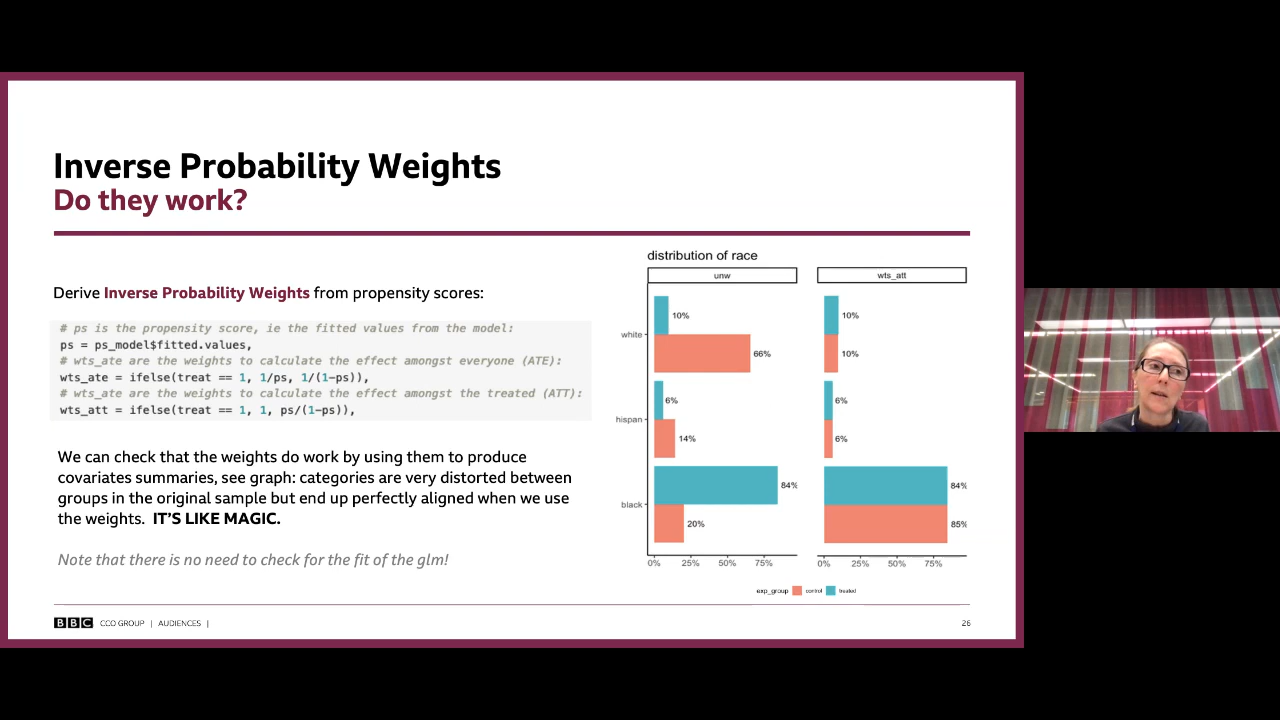 Inverse Probability Weights
Do they work?
Derive Inverse Probability Weights from propensity scores:
# ps is the propensity score, ie the fitted values from the model:
ps = ps_model$fitted.values,
# wts_ate are the weights to calculate the effect amongst everyone (ATE):
wts_ate = ifelse(treat == 1, 1/ps, 1/(1-ps)),
# wts_att are the weights to calculate the effect amongst the treated (ATT):
wts_att = ifelse(treat == 1, 1, ps/(1-ps)),
We can check that the weights do work by using them to produce
covariates summaries, see graph: categories are very distorted between
groups in the original sample but end up perfectly aligned when we use
the weights. IT'S LIKE MAGIC.
Note that there is no need to check for the fit of the glm!
distribution of race
unw wts_att
10% 10%
white
66% 10%
6% 6%
hispan
14% 6%
84% 84%
black
20% 85%
0% 25% 50% 75% 0% 25% 50% 75%
exp_group control treated
BBC CCO GROUP | AUDIENCES |
26